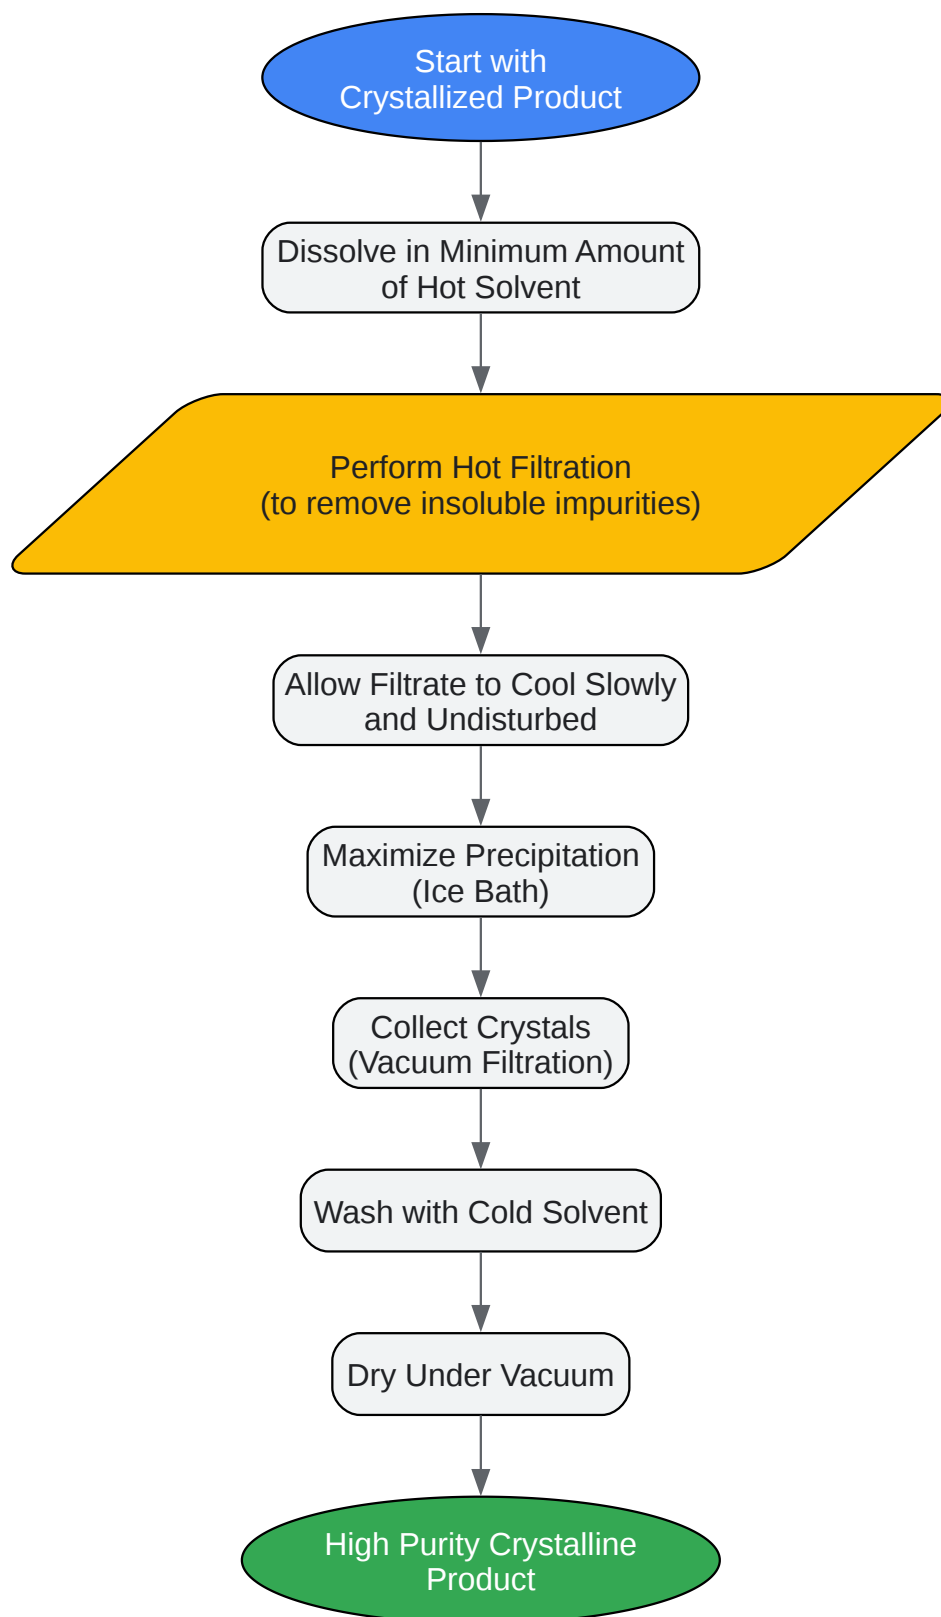 Start with
Crystallized Product
Dissolve in Minimum Amount
of Hot Solvent
Perform Hot Filtration
(to remove insoluble impurities)
Allow Filtrate to Cool Slowly
and Undisturbed
Maximize Precipitation
(Ice Bath)
Collect Crystals
(Vacuum Filtration)
Wash with Cold Solvent
Dry Under Vacuum
High Purity Crystalline
Product